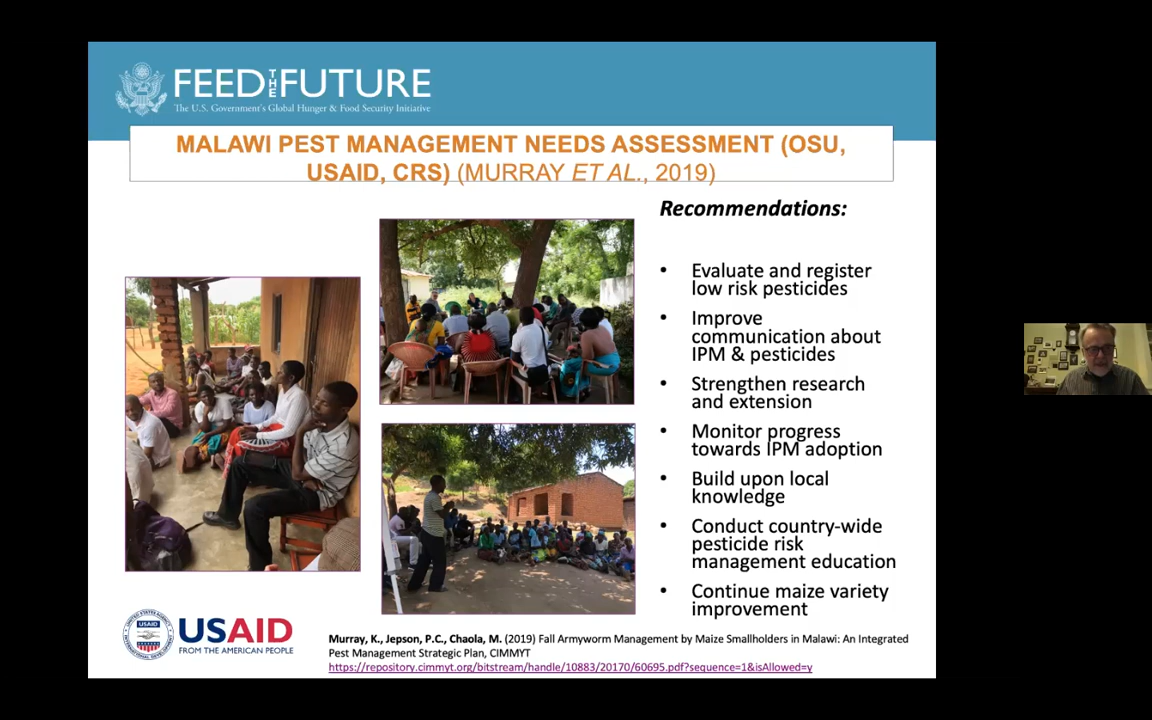 FEED THE FUTURE
The U.S. Government's Global Hunger & Food Security Initiative
MALAWI PEST MANAGEMENT NEEDS ASSESSMENT (OSU,
USAID, CRS) (MURRAY ET AL., 2019)
Recommendations:
• Evaluate and register
low risk pesticides
• Improve
communication about
IPM & pesticides
• Strengthen research
and extension
• Monitor progress
towards IPM adoption
• Build upon local
knowledge
• Conduct country-wide
pesticide risk
management education
• Continue maize variety
improvement
USAID
FROM THE AMERICAN PEOPLE
Murray, K., Jepson, P.C., Chaola, M. (2019) Fall Armyworm Management by Maize Smallholders in Malawi: An Integrated
Pest Management Strategic Plan, CIMMYT
https://repository.cimmyt.org/bitstream/handle/10883/20170/60695.pdf?sequence=1&isAllowed=y